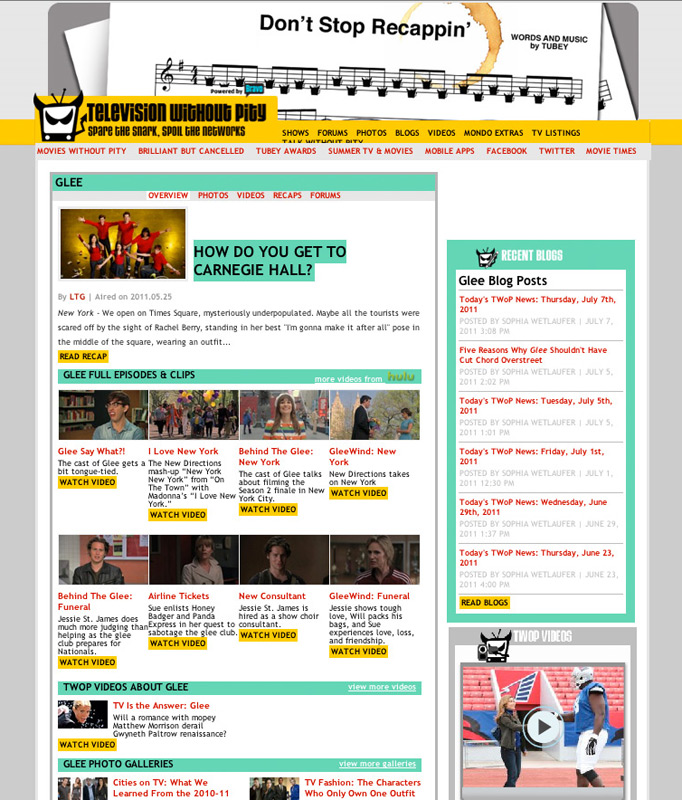 Don't Stop Recappin'
WORDS AND MUSIC
by TUBEY
Powered by Bravo
TELEVISION WITHOUT PITY
SPARE THE SNARK, SPOIL THE NETWORKS
SHOWS FORUMS PHOTOS BLOGS VIDEOS MONDO EXTRAS TV LISTINGS
TALK WITHOUT PITY
MOVIES WITHOUT PITY BRILLIANT BUT CANCELLED TUBEY AWARDS SUMMER TV & MOVIES MOBILE APPS FACEBOOK TWITTER MOVIE TIMES
GLEE
OVERVIEW PHOTOS VIDEOS RECAPS FORUMS
HOW DO YOU GET TO
CARNEGIE HALL?
By LTG | Aired on 2011.05.25
New York - We open on Times Square, mysteriously underpopulated. Maybe all the tourists were
scared off by the sight of Rachel Berry, standing in her best "I'm gonna make it after all" pose in
the middle of the square, wearing an outfit...
READ RECAP
GLEE FULL EPISODES & CLIPS
more videos from hulu
Glee Say What?!
The cast of Glee gets a
bit tongue-tied.
WATCH VIDEO
I Love New York
The New Directions
mash-up "New York
New York" from "On
The Town" with
Madonna's "I Love New
York."
WATCH VIDEO
Behind The Glee:
New York
The cast of Glee talks
about filming the
Season 2 finale in New
York City.
WATCH VIDEO
GleeWind: New
York
New Directions takes
on New York
WATCH VIDEO
Behind The Glee:
Funeral
Jessie St. James does
much more judging than
helping as the glee
club prepares for
Nationals.
WATCH VIDEO
Airline Tickets
Sue enlists Honey
Badger and Panda
Express in her quest to
sabotage the glee club.
WATCH VIDEO
New Consultant
Jessie St. James is
hired as a show choir
consultant.
WATCH VIDEO
GleeWind: Funeral
Jessie shows tough
love, Will packs his
bags, and Sue
experiences love, loss,
and friendship.
WATCH VIDEO
TWOP VIDEOS ABOUT GLEE
view more videos
TV Is the Answer: Glee
Will a romance with mopey
Matthew Morrison derail
Gwyneth Paltrow renaissance?
WATCH VIDEO
GLEE PHOTO GALLERIES
view more galleries
Cities on TV: What We
Learned From the 2010-11
TV Fashion: The Characters
Who Only Own One Outfit
RECENT BLOGS
Glee Blog Posts
Today's TWoP News: Thursday, July 7th,
2011
POSTED BY SOPHIA WETLAUFER | JULY 7,
2011 3:08 PM
Five Reasons Why Glee Shouldn't Have
Cut Chord Overstreet
POSTED BY SOPHIA WETLAUFER | JULY 5,
2011 2:02 PM
Today's TWoP News: Tuesday, July 5th,
2011
POSTED BY SOPHIA WETLAUFER | JULY 5,
2011 1:01 PM
Today's TWoP News: Friday, July 1st,
2011
POSTED BY SOPHIA WETLAUFER | JULY 1,
2011 12:30 PM
Today's TWoP News: Wednesday, June
29th, 2011
POSTED BY SOPHIA WETLAUFER | JUNE 29,
2011 1:37 PM
Today's TWoP News: Thursday, June 23,
2011
POSTED BY SOPHIA WETLAUFER | JUNE 23,
2011 4:00 PM
READ BLOGS
TWOP VIDEOS